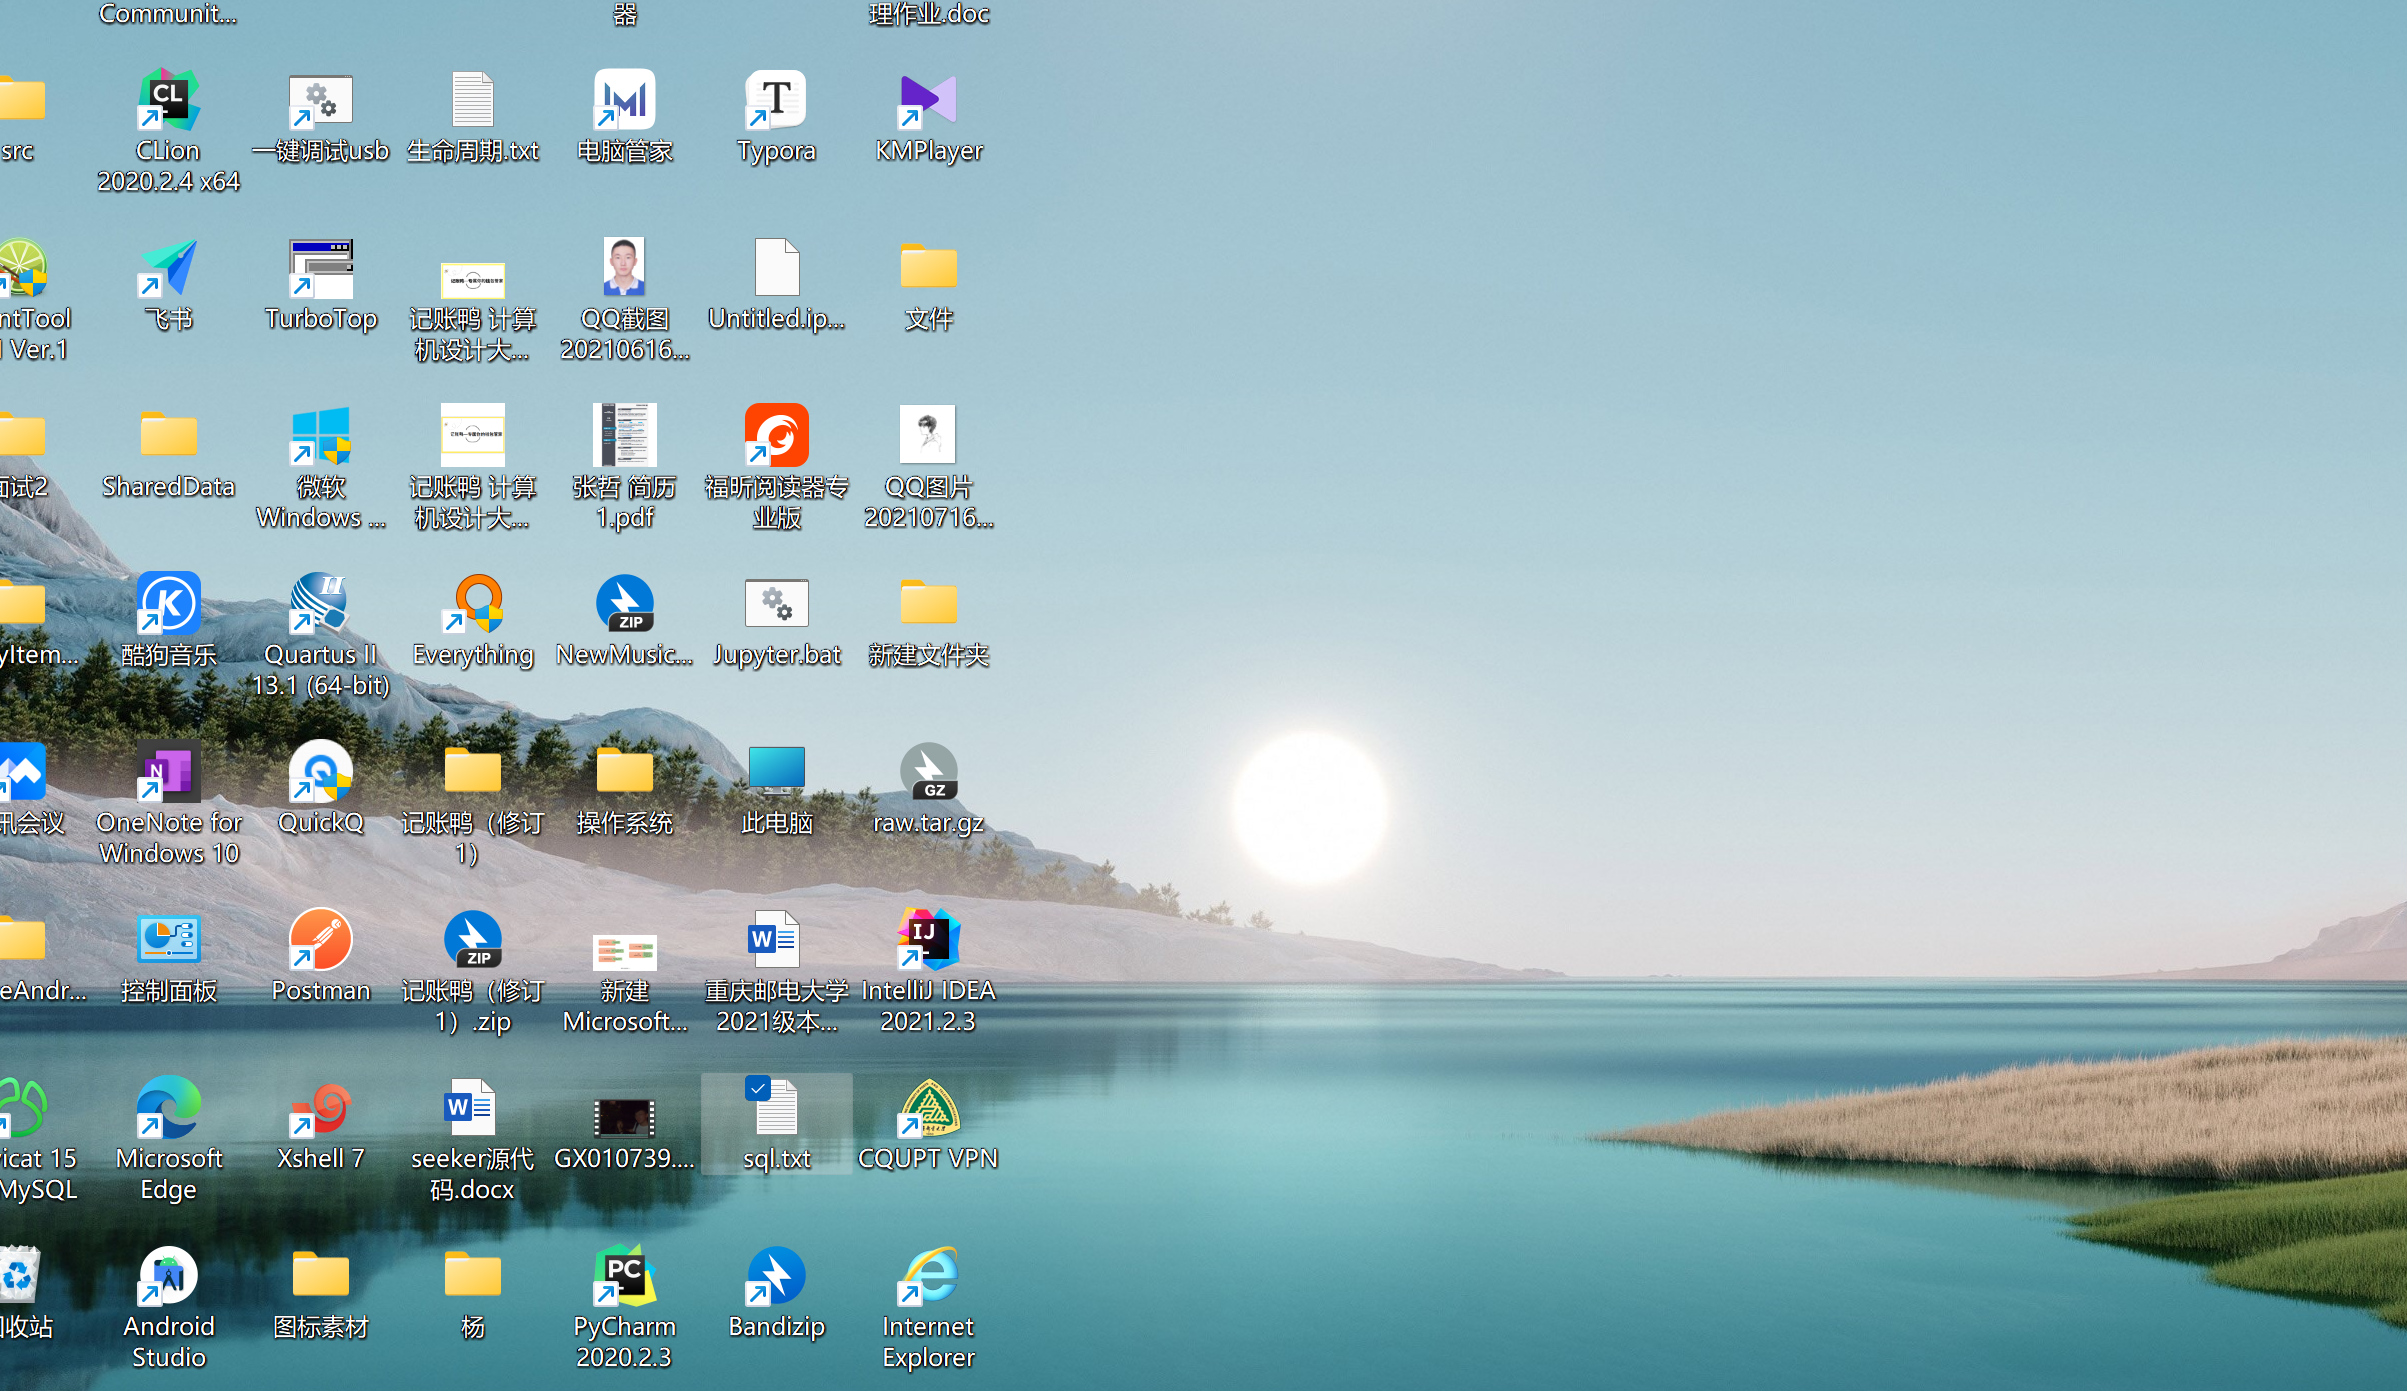 Communit...
器
理作业.doc
src
CLion
2020.2.4 x64
一键调试usb
生命周期.txt
电脑管家
Typora
KMPlayer
ntTool
Ver.1
飞书
TurboTop
记账鸭 计算
机设计大...
QQ截图
20210616...
Untitled.ip...
文件
面试2
SharedData
微软
Windows ...
记账鸭 计算
机设计大...
张哲 简历
1.pdf
福昕阅读器专
业版
QQ图片
20210716...
yItem...
酷狗音乐
Quartus II
13.1 (64-bit)
Everything
ZIP
NewMusic...
Jupyter.bat
新建文件夹
讯会议
OneNote for
Windows 10
QuickQ
记账鸭（修订
1）
操作系统
此电脑
GZ
raw.tar.gz
eAndr...
控制面板
Postman
ZIP
记账鸭（修订
1）.zip
新建
Microsoft...
重庆邮电大学
2021级本...
IntelliJ IDEA
2021.2.3
icat 15
MySQL
Microsoft
Edge
Xshell 7
seeker源代
码.docx
GX010739....
sql.txt
CQUPT VPN
回收站
Android
Studio
图标素材
杨
PyCharm
2020.2.3
Bandizip
Internet
Explorer